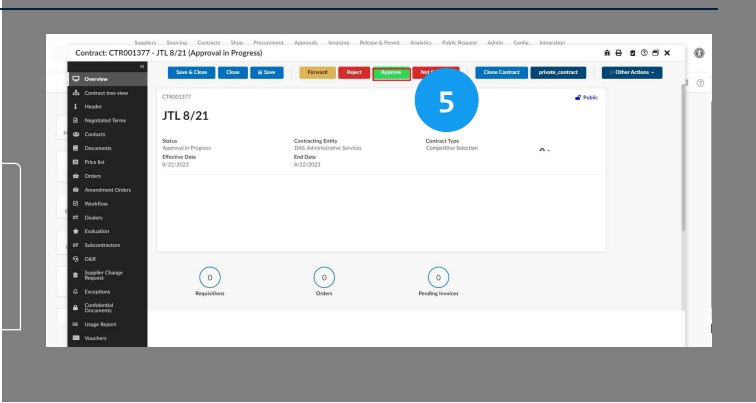 Suppliers Sourcing Contracts Shop Procurement Approvals Invoicing Release & Permit Analytics Public Request Admin Config Integration
Contract: CTR001377 - JTL 8/21 (Approval in Progress)
«
Save & Close Close Save Forward Reject Approve Clone Contract private_contract Other Actions
5
Overview
Contract tree view
Header
Negotiated Terms
Contacts
Documents
Price list
Orders
Amendment Orders
Workflow
Dealers
Evaluation
Subcontractors
D&R
Supplier Change
Request
Exceptions
Confidential
Documents
Usage Report
Vouchers
CTR001377
Public
JTL 8/21
Status
Approval in Progress
Contracting Entity
DAS-Administrative Services
Contract Type
Competitive Selection
Effective Date
8/22/2023
End Date
8/22/2023
0
Requisitions
0
Orders
0
Pending Invoices